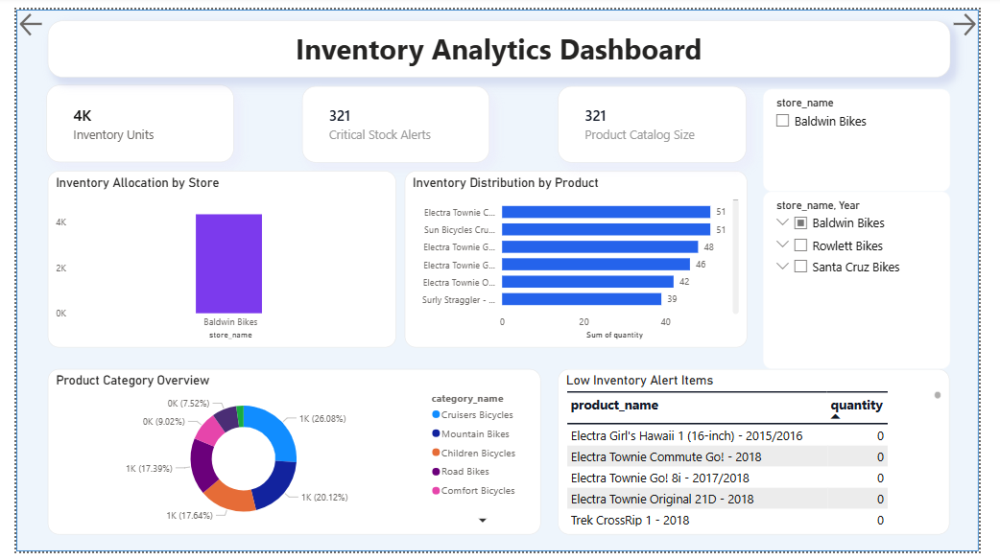 Inventory Analytics Dashboard
4K
Inventory Units
321
Critical Stock Alerts
321
Product Catalog Size
store_name
Baldwin Bikes
store_name, Year
Baldwin Bikes
Rowlett Bikes
Santa Cruz Bikes
Inventory Allocation by Store
4K
2K
0K
Baldwin Bikes
store_name
Inventory Distribution by Product
Electra Townie C... 51
Sun Bicycles Cru... 51
Electra Townie G... 48
Electra Townie G... 46
Electra Townie O... 42
Surly Straggler - ... 39
0 20 40
Sum of quantity
Product Category Overview
0K (7.52%)
0K (9.02%)
1K (17.39%)
1K (17.64%)
1K (26.08%)
1K (20.12%)
category_name
Cruisers Bicycles
Mountain Bikes
Children Bicycles
Road Bikes
Comfort Bicycles
Low Inventory Alert Items
product_name quantity
Electra Girl's Hawaii 1 (16-inch) - 2015/2016 0
Electra Townie Commute Go! - 2018 0
Electra Townie Go! 8i - 2017/2018 0
Electra Townie Original 21D - 2018 0
Trek CrossRip 1 - 2018 0